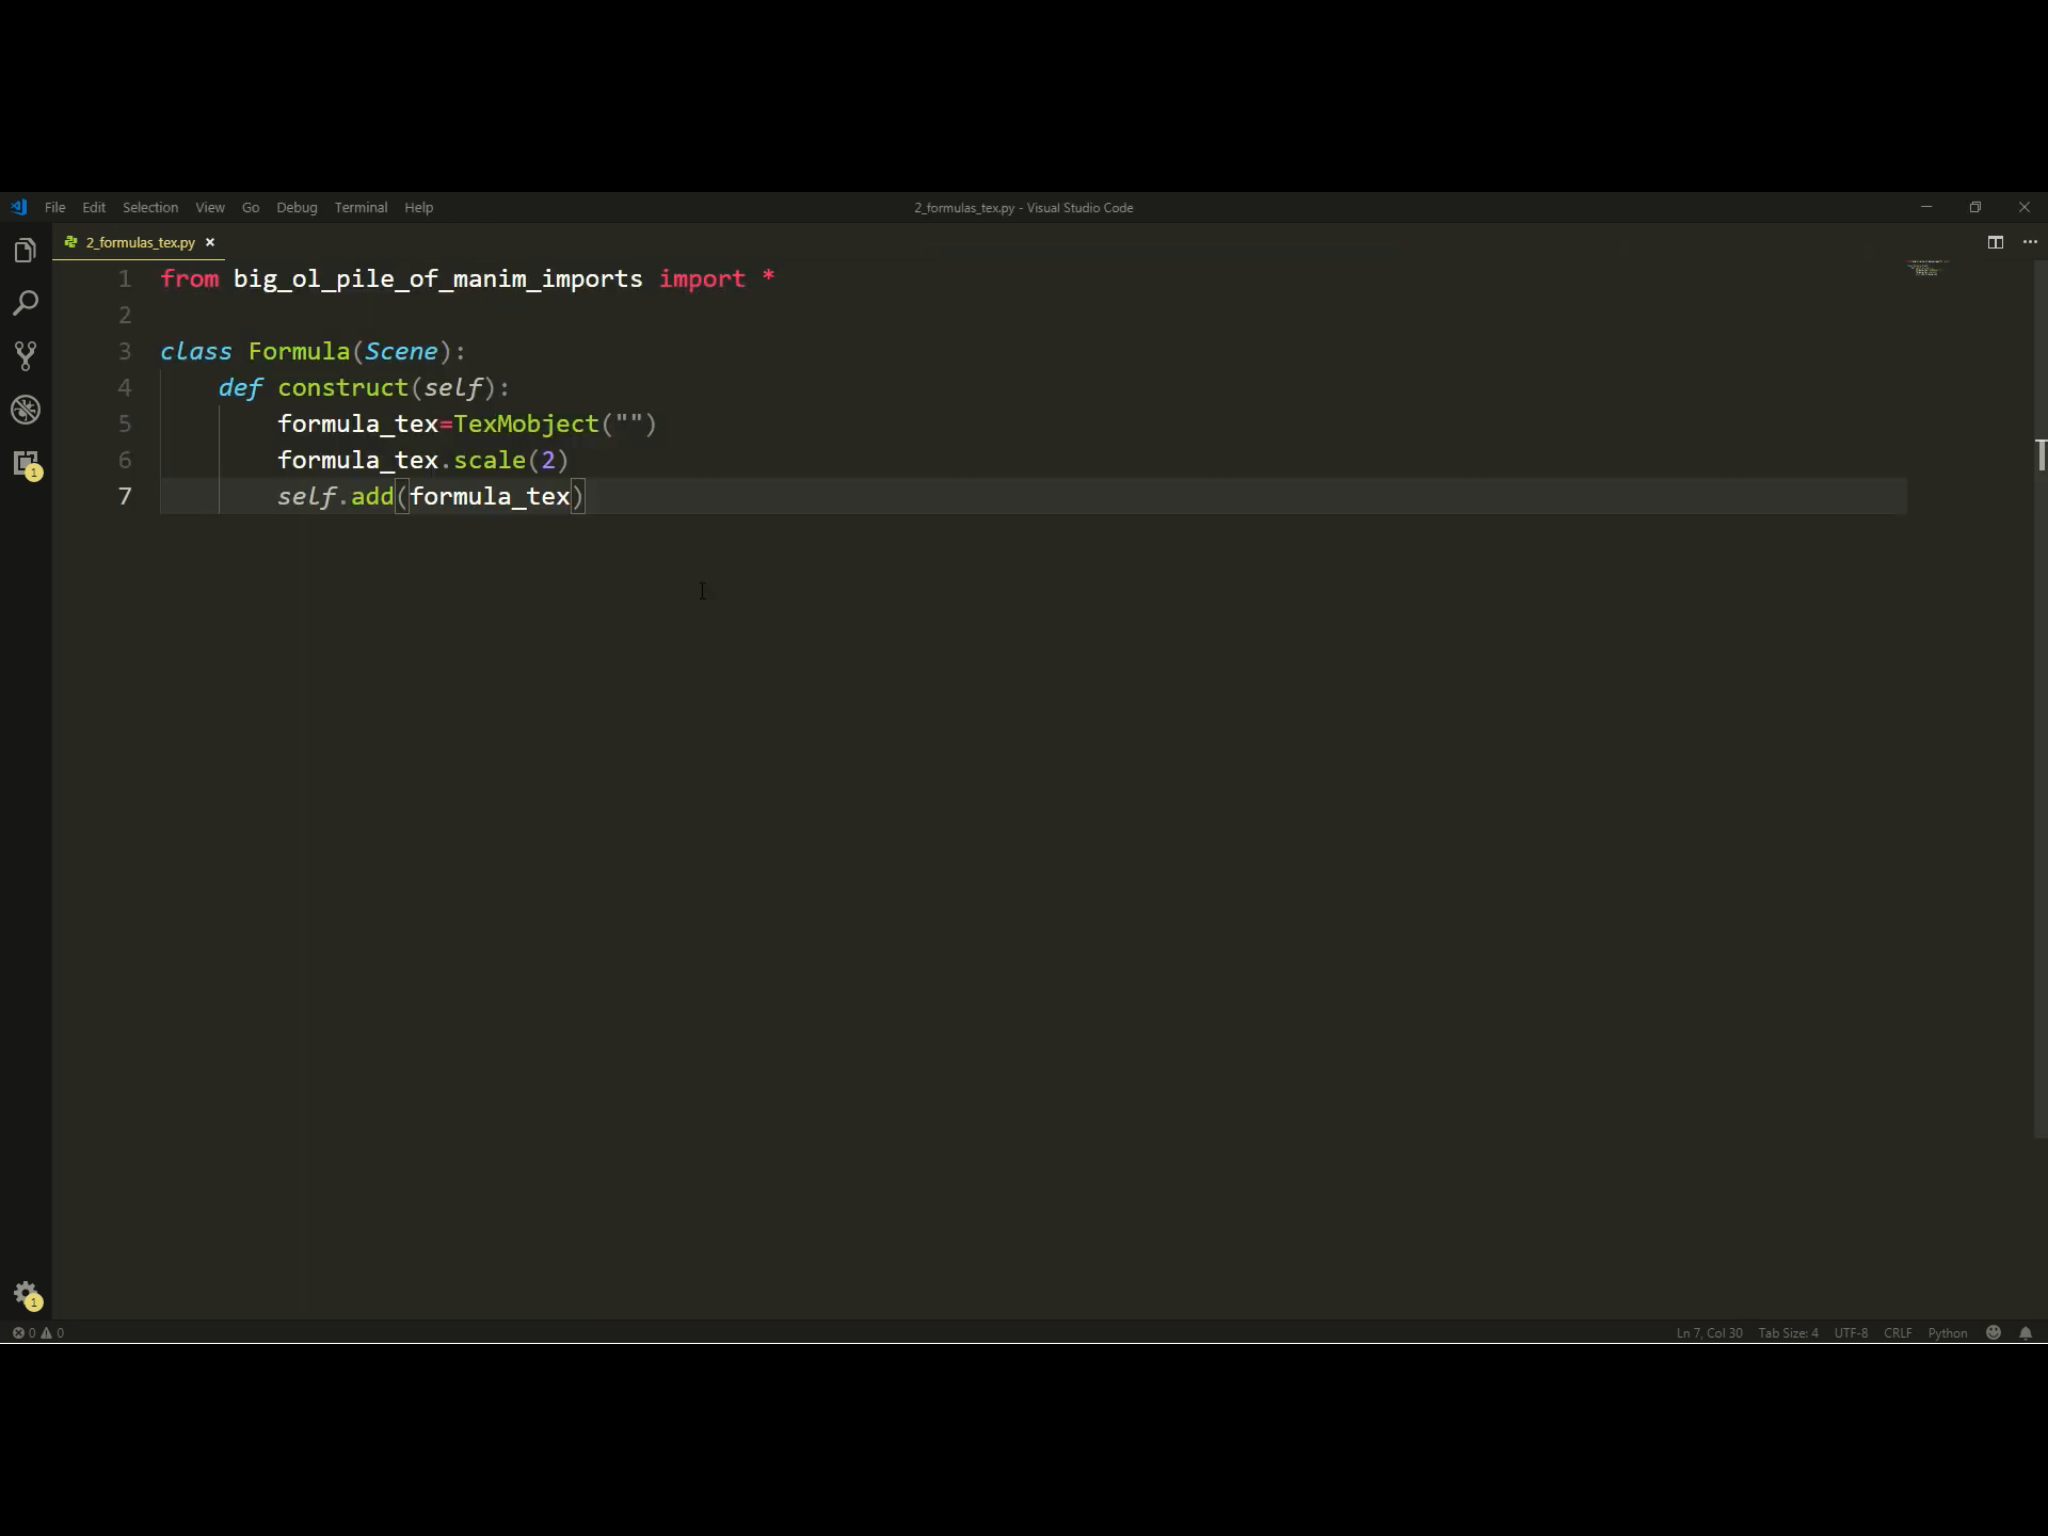 File Edit Selection View Go Debug Terminal Help 2_formulas_tex.py - Visual Studio Code
2_formulas_tex.py
1 from big_ol_pile_of_manim_imports import *
2
3 class Formula(Scene):
4 def construct(self):
5 formula_tex=TexMobject("")
6 formula_tex.scale(2)
7 self.add(formula_tex)
1
1
0 0 Ln 7, Col 30 Tab Size: 4 UTF-8 CRLF Python